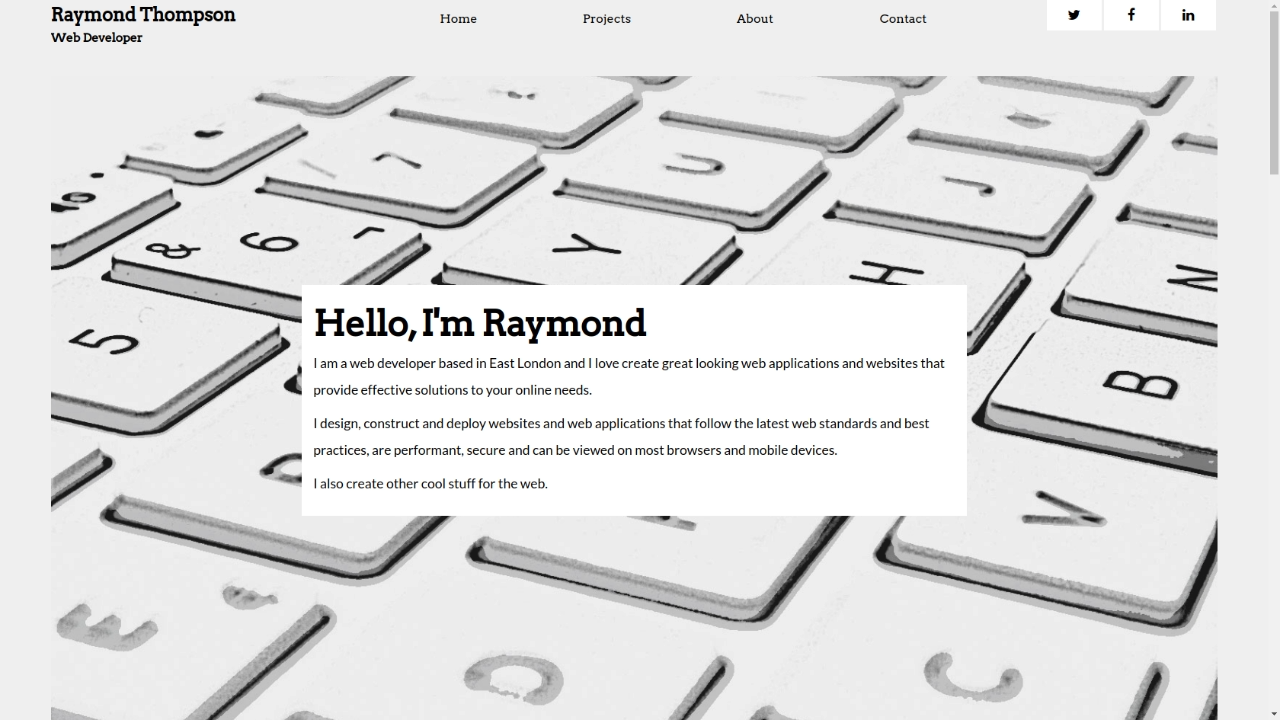 Raymond Thompson
Web Developer
Home Projects About Contact
&
6
7
U
J
Y
H
N
5
B
Hello, I'm Raymond
I am a web developer based in East London and I love create great looking web applications and websites that
provide effective solutions to your online needs.
I design, construct and deploy websites and web applications that follow the latest web standards and best
practices, are performant, secure and can be viewed on most browsers and mobile devices.
I also create other cool stuff for the web.
V
E
D
C